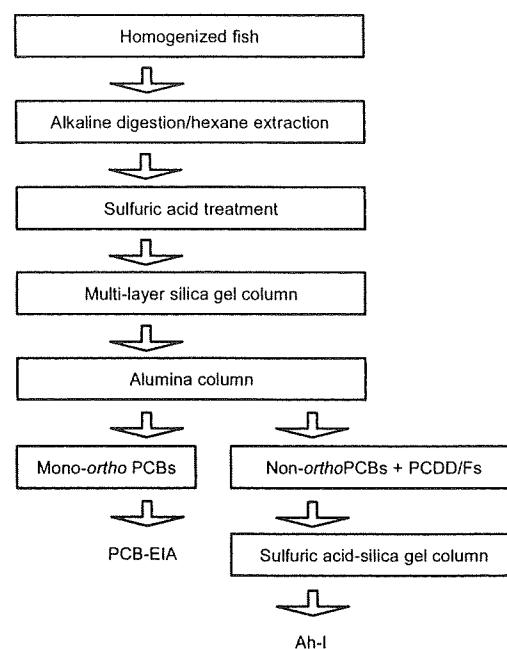 Homogenized fish
Alkaline digestion/hexane extraction
Sulfuric acid treatment
Multi-layer silica gel column
Alumina column
Mono-ortho PCBs
Non-orthoPCBs + PCDD/Fs
PCB-EIA
Sulfuric acid-silica gel column
Ah-I